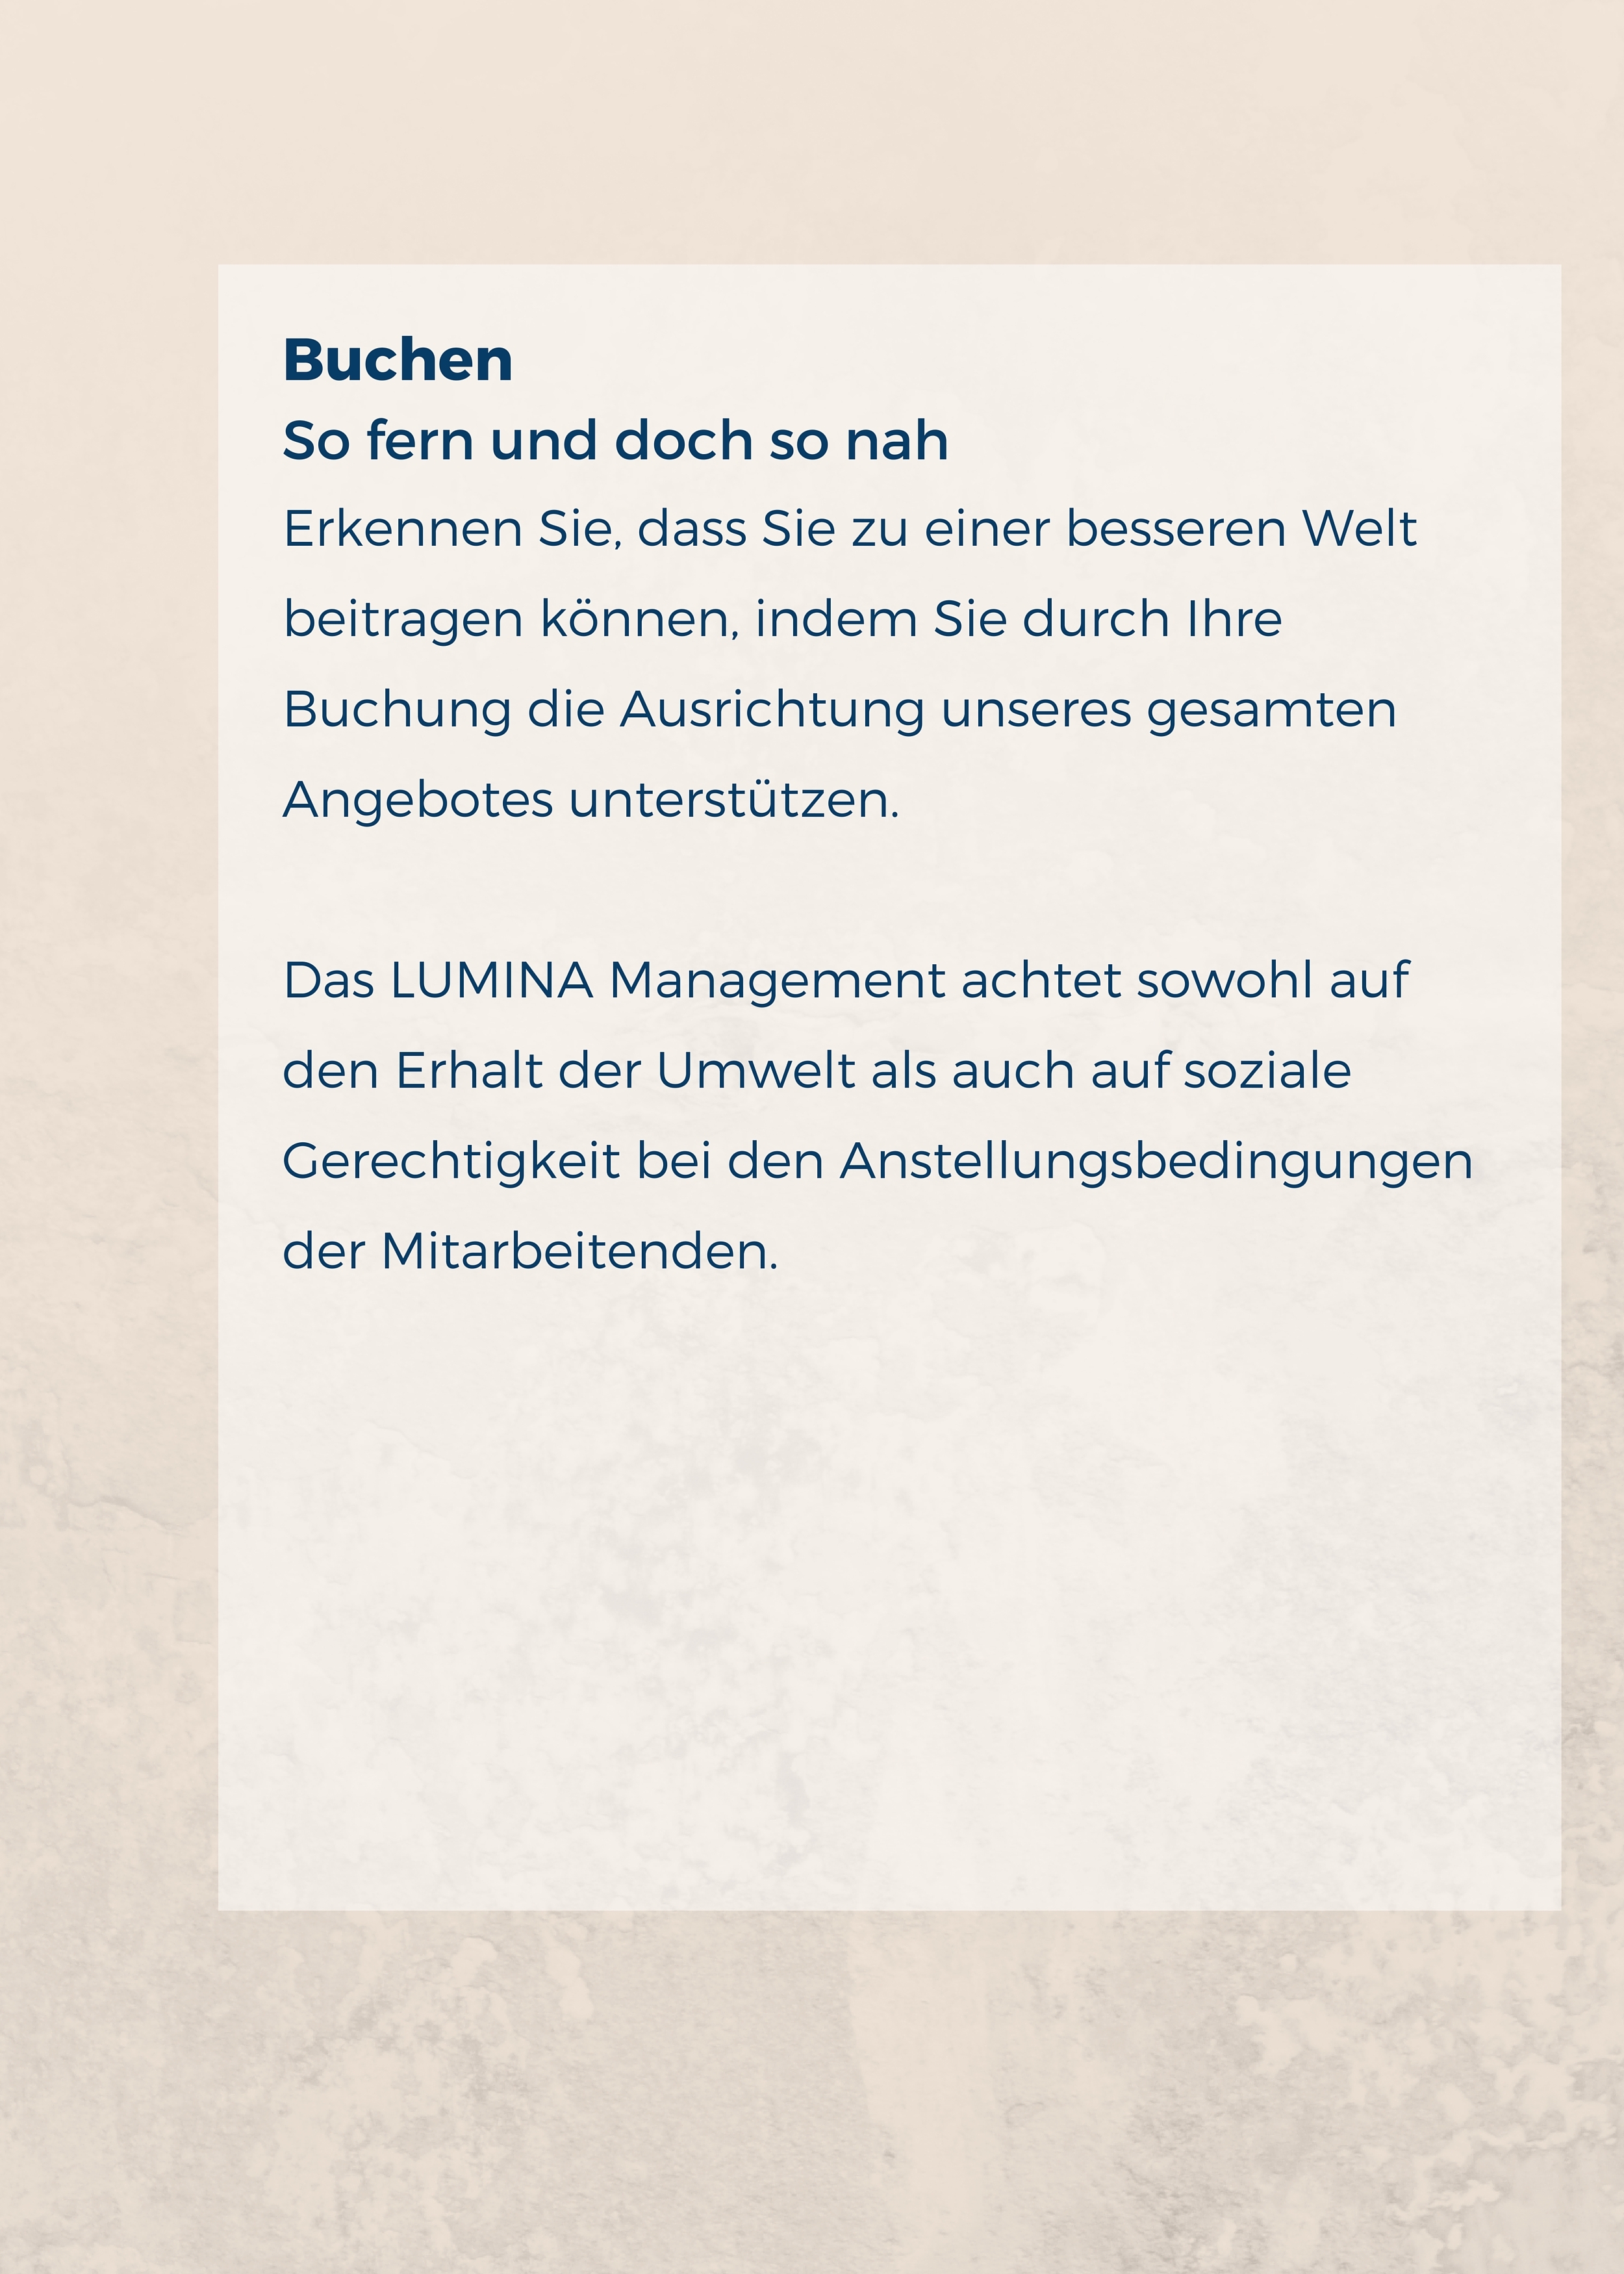 Buchen
So fern und doch so nah
Erkennen Sie, dass Sie zu einer besseren Welt
beitragen können, indem Sie durch Ihre
Buchung die Ausrichtung unseres gesamten
Angebotes unterstützen.
Das LUMINA Management achtet sowohl auf
den Erhalt der Umwelt als auch auf soziale
Gerechtigkeit bei den Anstellungsbedingungen
der Mitarbeitenden.